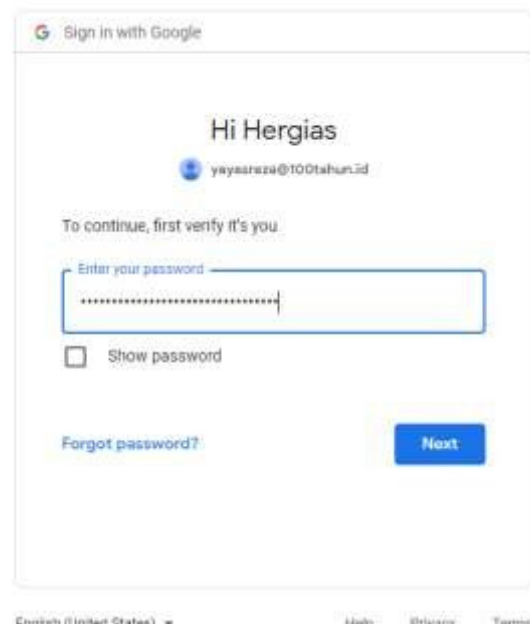 Sign in with Google
Hi Hergias
yayasreza@100tahun.id
To continue, first verify it's you
Enter your password
Show password
Forgot password?
Next
English (United States)
Help Privacy Terms